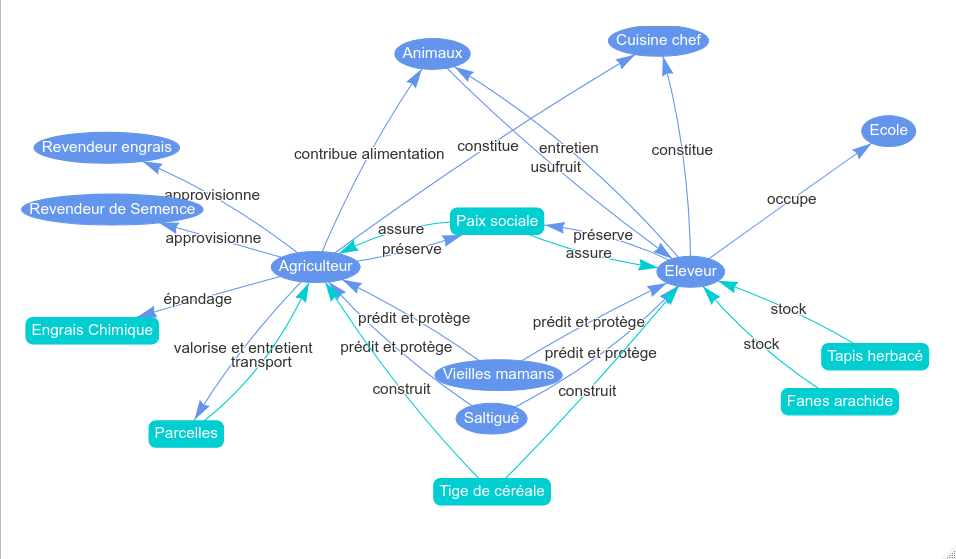 Cuisine chef
Animaux
Ecole
Revendeur engrais
constitue
entretien
constitue
contribue alimentation
usufruit
approvisionne
occupe
Revendeur de Semence
Paix sociale
assure
approvisionne
préserve
préserve
assure
Agriculteur
Eleveur
épandage
stock
prédit et protège
prédit et protège
Engrais Chimique
stock
valorise et entretient
prédit et protège
prédit et protège
Tapis herbacé
transport
Vieilles mamans
construit
construit
Fanes arachide
Saltigué
Parcelles
Tige de céréale